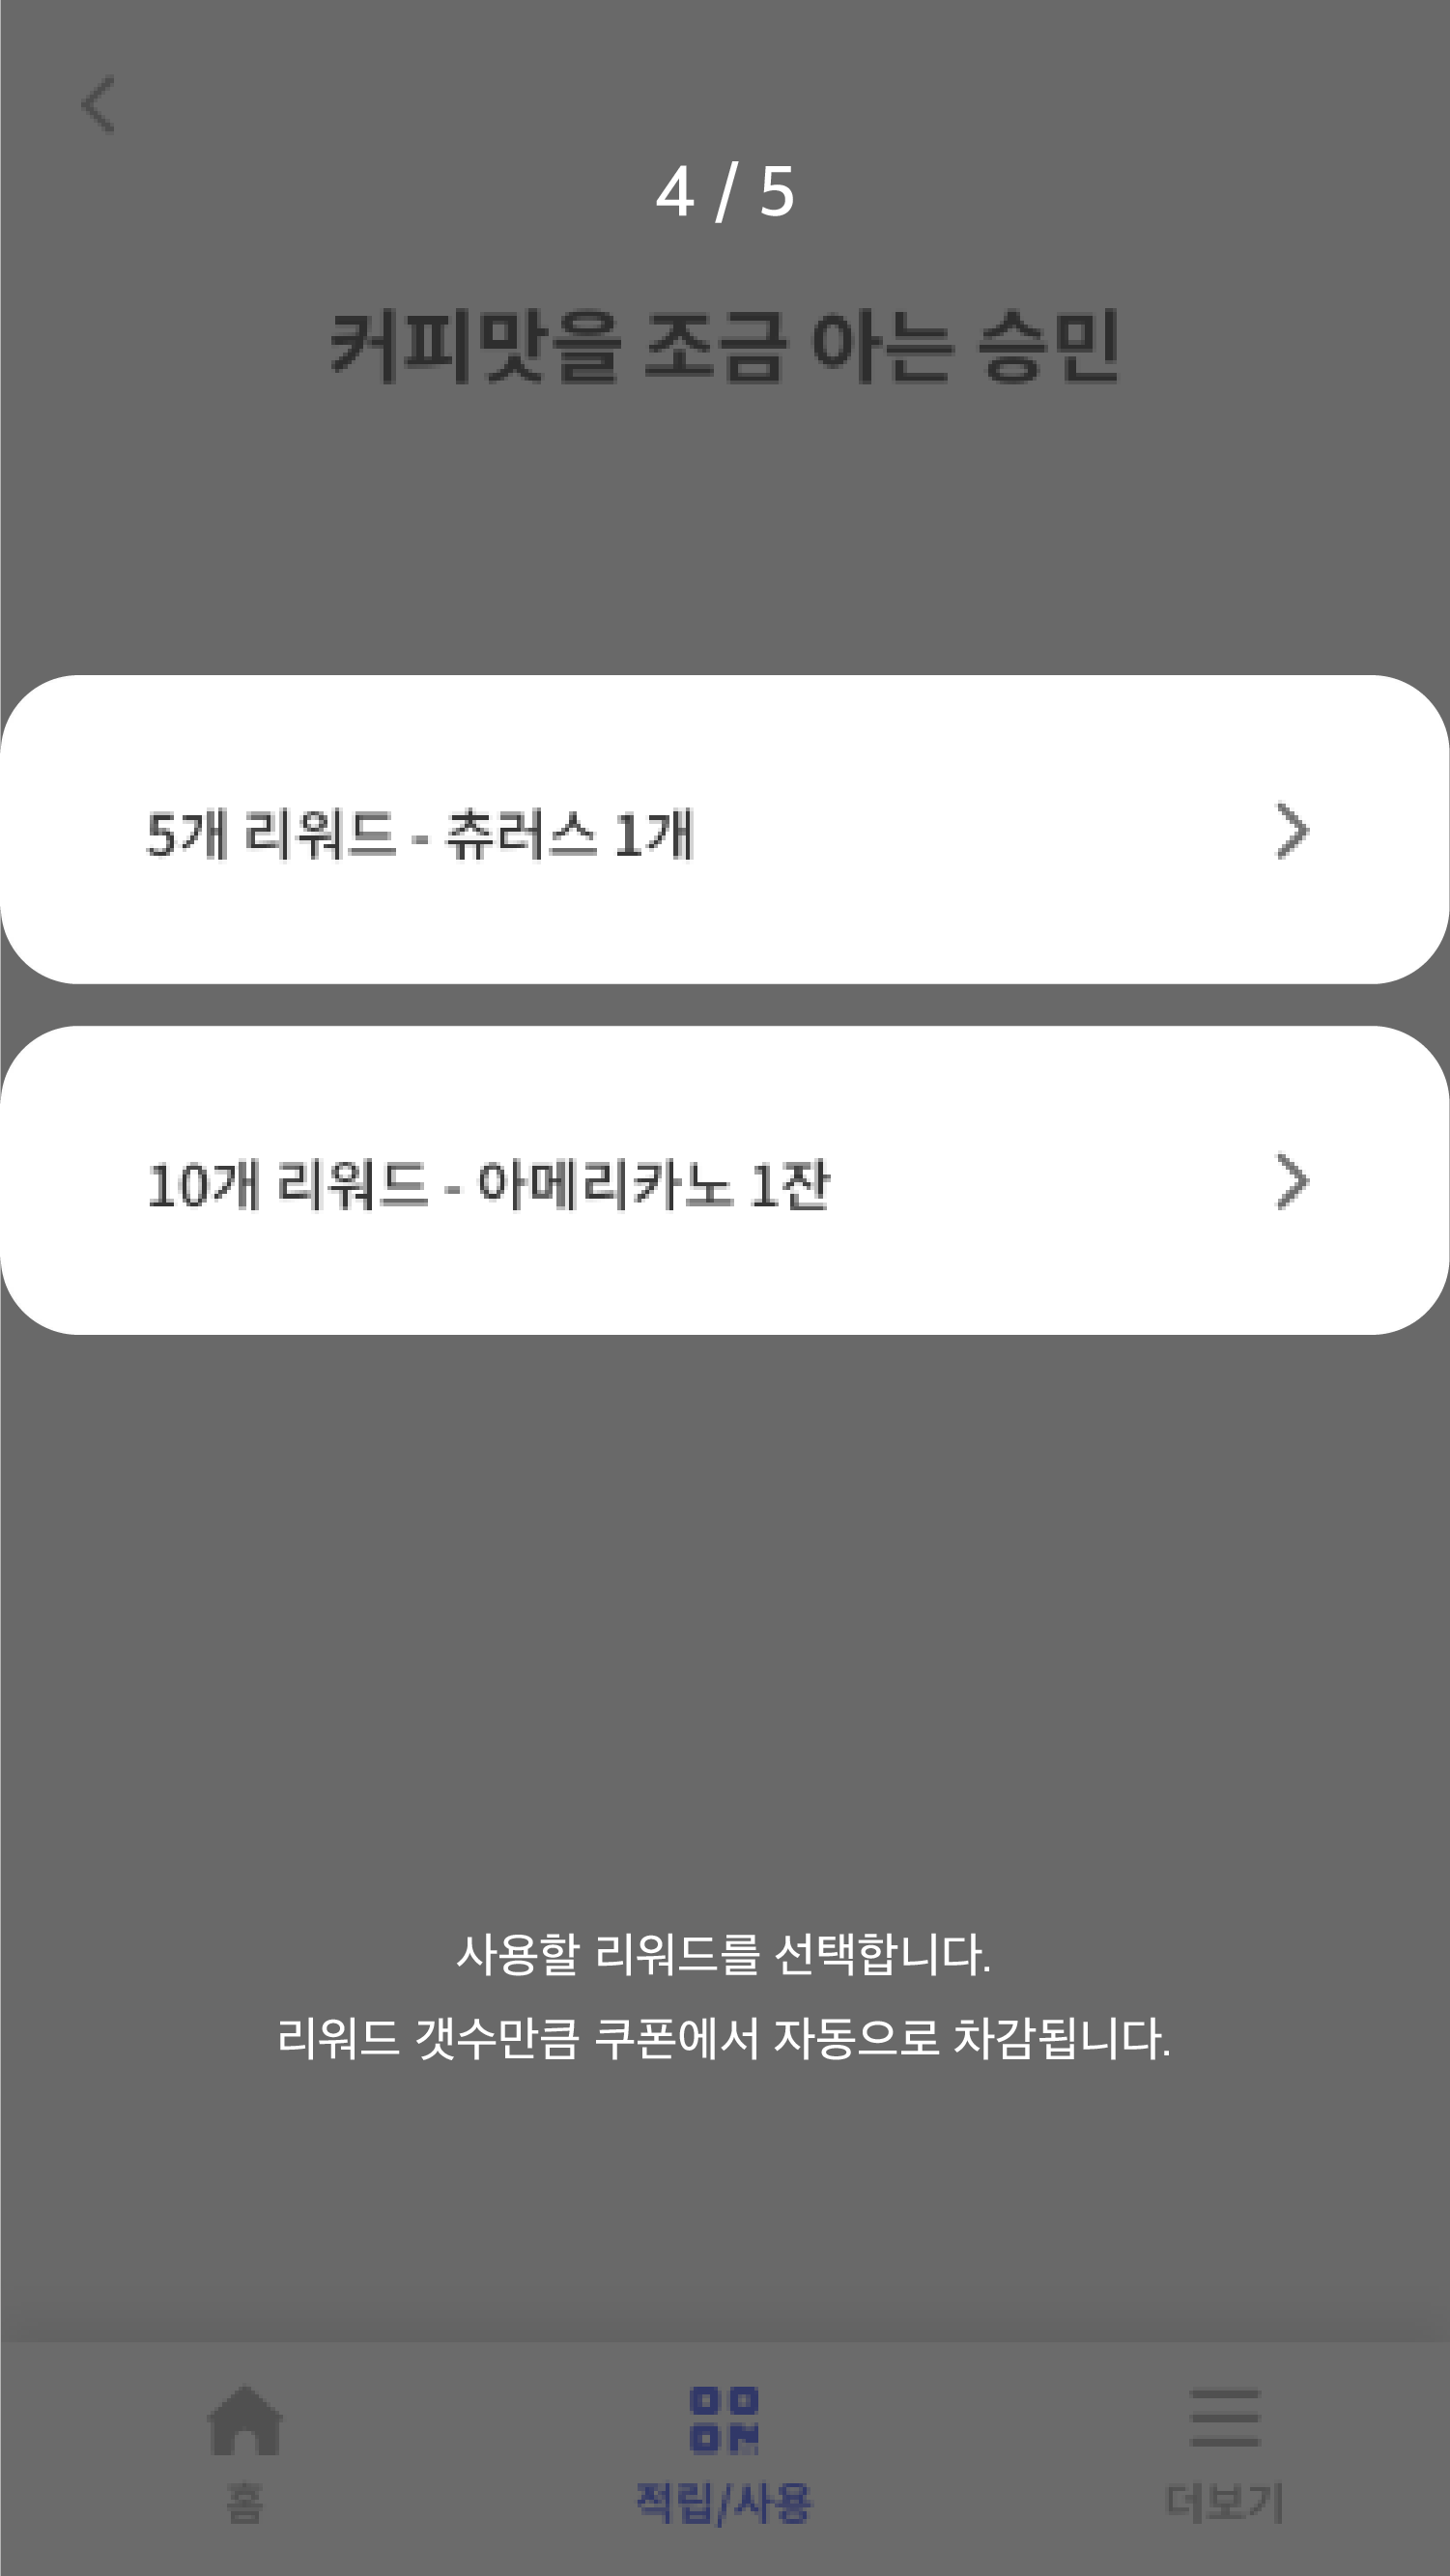 4 / 5
커피맛을 조금 아는 승민
5개 리워드 - 츄러스 1개
10개 리워드 - 아메리카노 1잔
사용할 리워드를 선택합니다.
리워드 갯수만큼 쿠폰에서 자동으로 차감됩니다.
홈
적립/사용
더보기